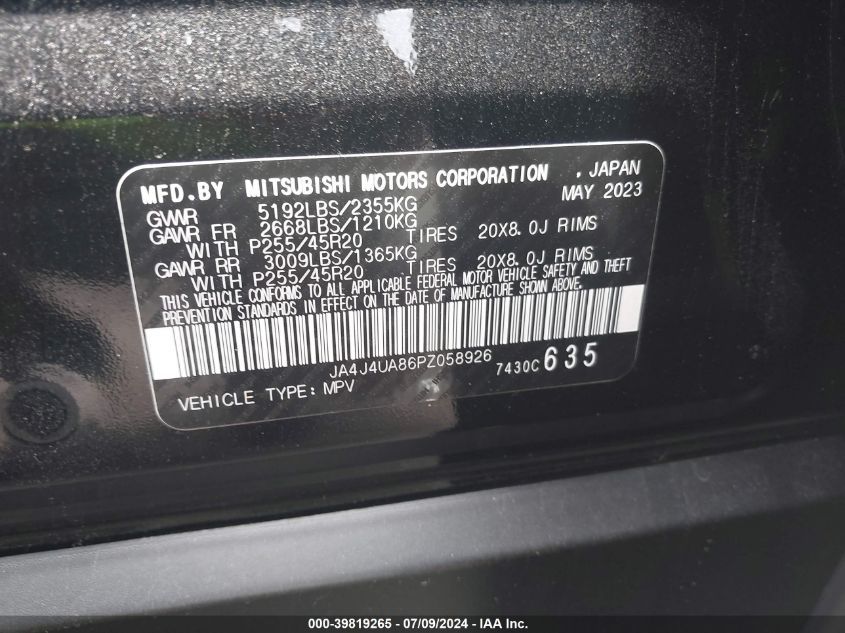 MFD.BY MITSUBISHI MOTORS CORPORATION , JAPAN
MAY 2023
GVWR 5192LBS/2355KG
GAWR FR 2668LBS/1210KG
WITH P255/45R20 TIRES 20X8.0J RIMS
GAWR RR 3009LBS/1365KG
WITH P255/45R20 TIRES 20X8.0J RIMS
THIS VEHICLE CONFORMS TO ALL APPLICABLE FEDERAL MOTOR VEHICLE SAFETY AND THEFT
PREVENTION STANDARDS IN EFFECT ON THE DATE OF MANUFACTURE SHOWN ABOVE.
JA4J4UA86PZ058926
7430C 635
VEHICLE TYPE: MPV
000-39819265 - 07/09/2024 - IAA Inc.